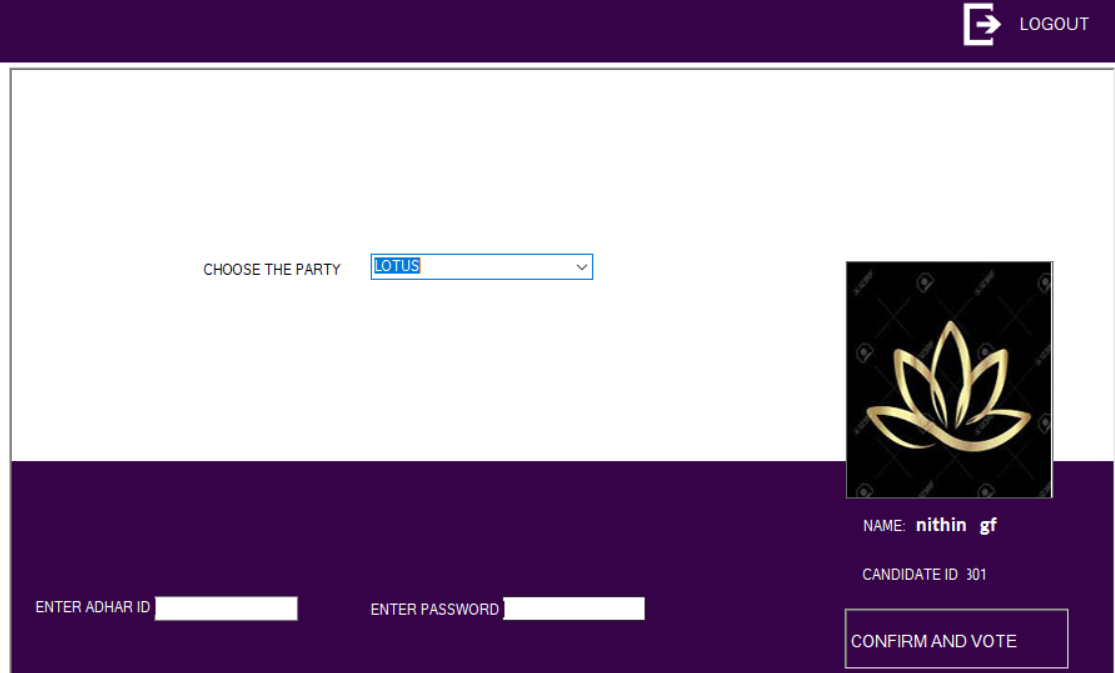 LOGOUT
CHOOSE THE PARTY LOTUS
NAME: nithin gf
CANDIDATE ID 301
ENTER ADHAR ID ENTER PASSWORD
CONFIRM AND VOTE